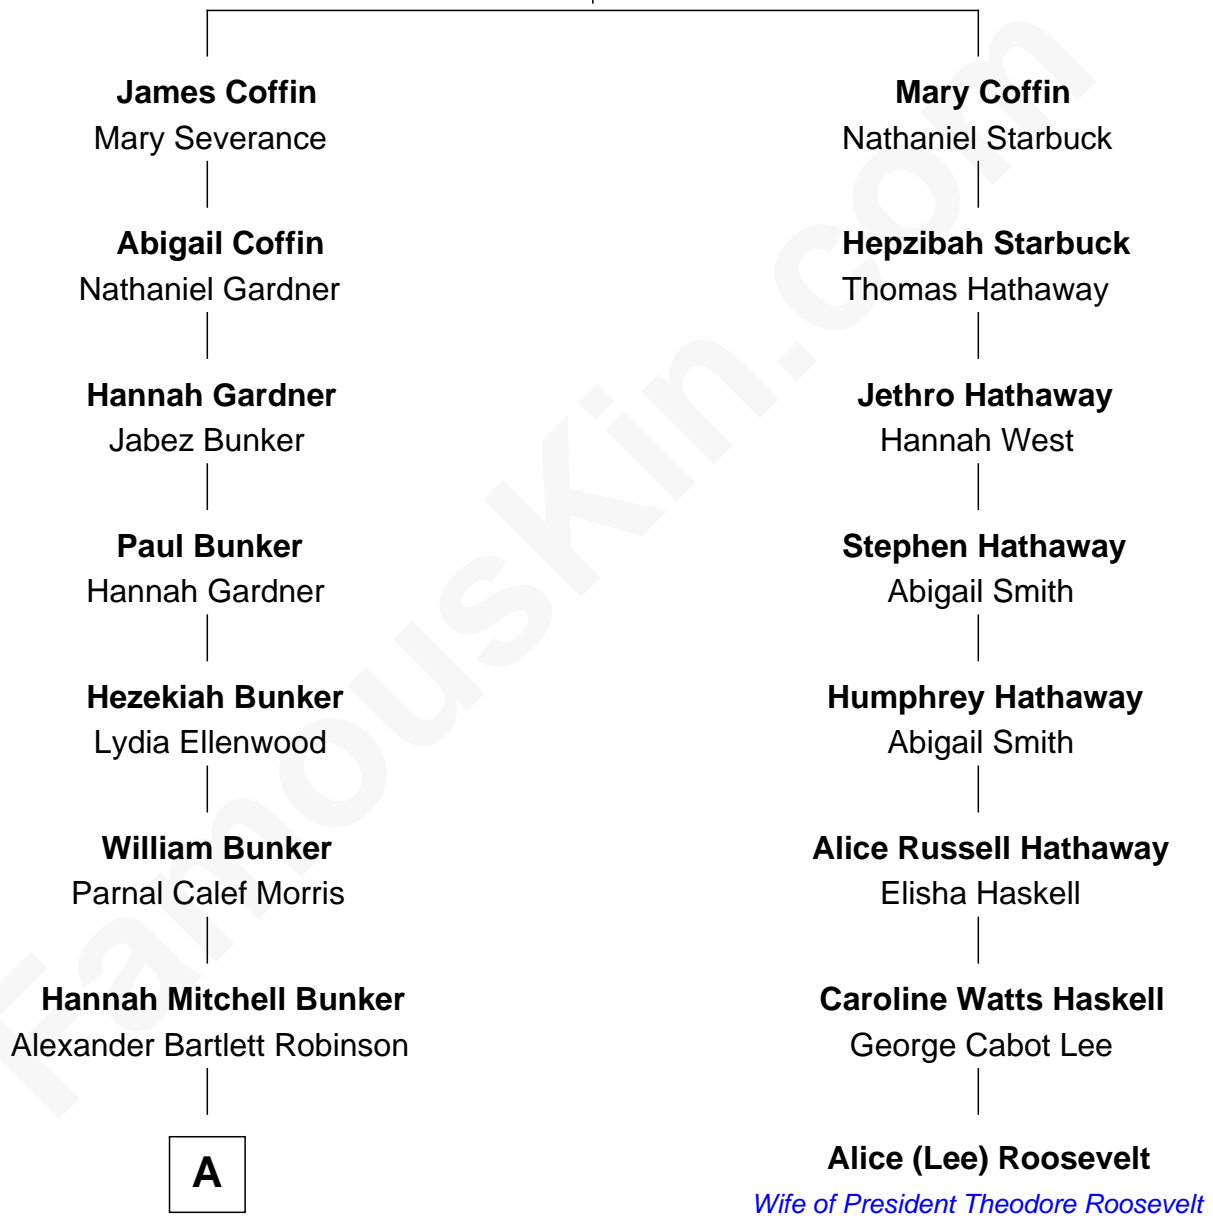 James Coffin
Mary Severance
Abigail Coffin
Nathaniel Gardner
Hannah Gardner
Jabez Bunker
Paul Bunker
Hannah Gardner
Hezekiah Bunker
Lydia Ellenwood
William Bunker
Parnal Calef Morris
Hannah Mitchell Bunker
Alexander Bartlett Robinson
A
Mary Coffin
Nathaniel Starbuck
Hepzibah Starbuck
Thomas Hathaway
Jethro Hathaway
Hannah West
Stephen Hathaway
Abigail Smith
Humphrey Hathaway
Abigail Smith
Alice Russell Hathaway
Elisha Haskell
Caroline Watts Haskell
George Cabot Lee
Alice (Lee) Roosevelt
Wife of President Theodore Roosevelt
FamousKin.com